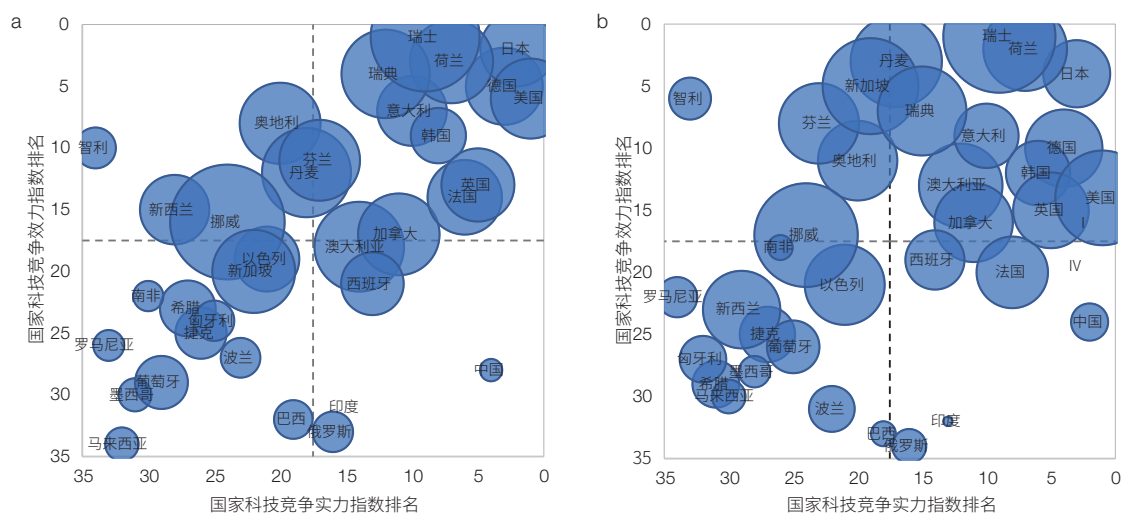 a
国家科技竞争效力指数排名
0
5
10
15
20
25
30
35
瑞士
日本
荷兰
瑞典
德国
美国
意大利
奥地利
韩国
智利
芬兰
丹麦
英国
法国
新西兰
挪威
加拿大
澳大利亚
以色列
新加坡
西班牙
南非
希腊
匈牙利
捷克
罗马尼亚
波兰
中国
葡萄牙
墨西哥
印度
巴西
俄罗斯
马来西亚
35
30
25
20
15
10
5
0
国家科技竞争实力指数排名
b
国家科技竞争效力指数排名
0
5
10
15
20
25
30
35
瑞士
荷兰
丹麦
日本
新加坡
智利
瑞典
芬兰
意大利
德国
奥地利
韩国
澳大利亚
美国
英国
加拿大
I
挪威
南非
西班牙
IV
法国
以色列
罗马尼亚
新西兰
中国
捷克
葡萄牙
匈牙利
墨西哥
希腊
马来西亚
波兰
印度
巴西
俄罗斯
35
30
25
20
15
10
5
0
国家科技竞争实力指数排名